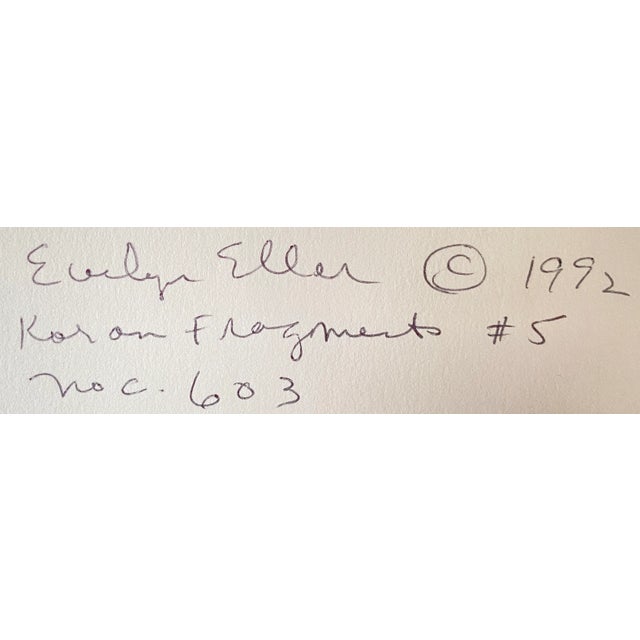 Evelyn Eller © 1992
Koran Fragments #5
No C. 603